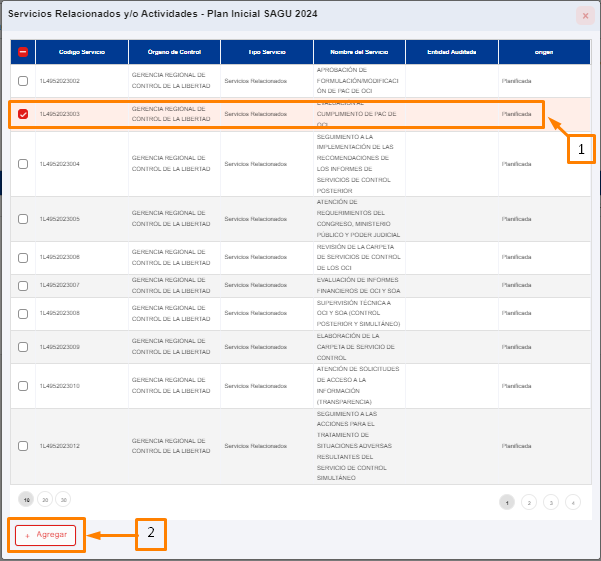 Servicios Relacionados y/o Actividades - Plan Inicial SAGU 2024
×
Código Servicio Órgano de Control Tipo Servicio Nombre del Servicio Entidad Auditada origen
1L4952023002 GERENCIA REGIONAL DE CONTROL DE LA LIBERTAD Servicios Relacionados APROBACIÓN DE FORMULACIÓN/MODIFICACIÓN DE PAC DE OCI Planificada
1L4952023003 GERENCIA REGIONAL DE CONTROL DE LA LIBERTAD Servicios Relacionados EVALUACIÓN AL CUMPLIMIENTO DE PAC DE OCI Planificada
1
1L4952023004 GERENCIA REGIONAL DE CONTROL DE LA LIBERTAD Servicios Relacionados SEGUIMIENTO A LA IMPLEMENTACIÓN DE LAS RECOMENDACIONES DE LOS INFORMES DE SERVICIOS DE CONTROL POSTERIOR Planificada
1L4952023005 GERENCIA REGIONAL DE CONTROL DE LA LIBERTAD Servicios Relacionados ATENCIÓN DE REQUERIMIENTOS DEL CONGRESO, MINISTERIO PÚBLICO Y PODER JUDICIAL Planificada
1L4952023006 GERENCIA REGIONAL DE CONTROL DE LA LIBERTAD Servicios Relacionados REVISIÓN DE LA CARPETA DE SERVICIOS DE CONTROL DE LOS OCI Planificada
1L4952023007 GERENCIA REGIONAL DE CONTROL DE LA LIBERTAD Servicios Relacionados EVALUACIÓN DE INFORMES FINANCIEROS DE OCI Y SOA Planificada
1L4952023008 GERENCIA REGIONAL DE CONTROL DE LA LIBERTAD Servicios Relacionados SUPERVISIÓN TÉCNICA A OCI Y SOA (CONTROL POSTERIOR Y SIMULTÁNEO) Planificada
1L4952023009 GERENCIA REGIONAL DE CONTROL DE LA LIBERTAD Servicios Relacionados ELABORACIÓN DE LA CARPETA DE SERVICIO DE CONTROL Planificada
1L4952023010 GERENCIA REGIONAL DE CONTROL DE LA LIBERTAD Servicios Relacionados ATENCIÓN DE SOLICITUDES DE ACCESO A LA INFORMACIÓN (TRANSPARENCIA) Planificada
1L4952023012 GERENCIA REGIONAL DE CONTROL DE LA LIBERTAD Servicios Relacionados SEGUIMIENTO A LAS ACCIONES PARA EL TRATAMIENTO DE SITUACIONES ADVERSAS RESULTANTES DEL SERVICIO DE CONTROL SIMULTÁNEO Planificada
10 20 30 1 2 3 4
+ Agregar
2